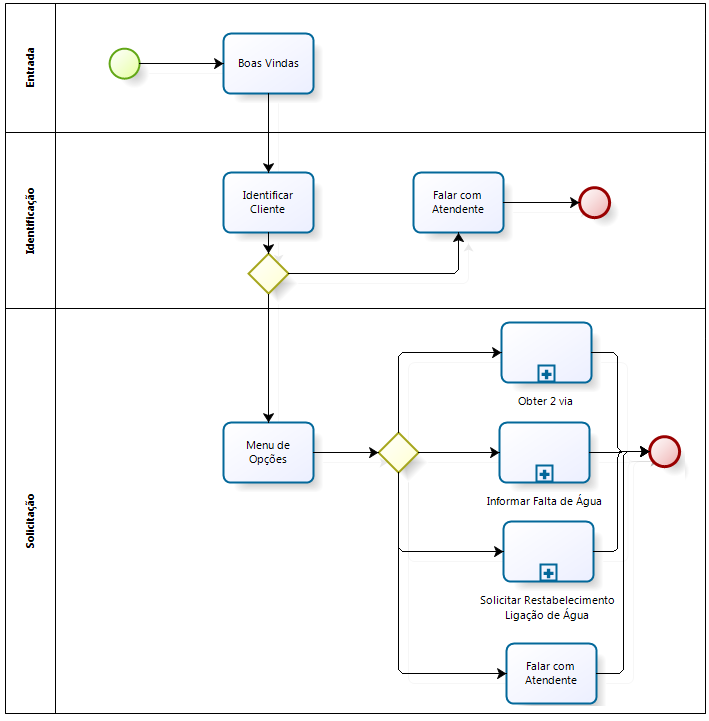 Entrada
Boas Vindas
Identificação
Identificar
Cliente
Falar com
Atendente
Solicitação
Menu de
Opções
Obter 2 via
Informar Falta de Água
Solicitar Restabelecimento
Ligação de Água
Falar com
Atendente